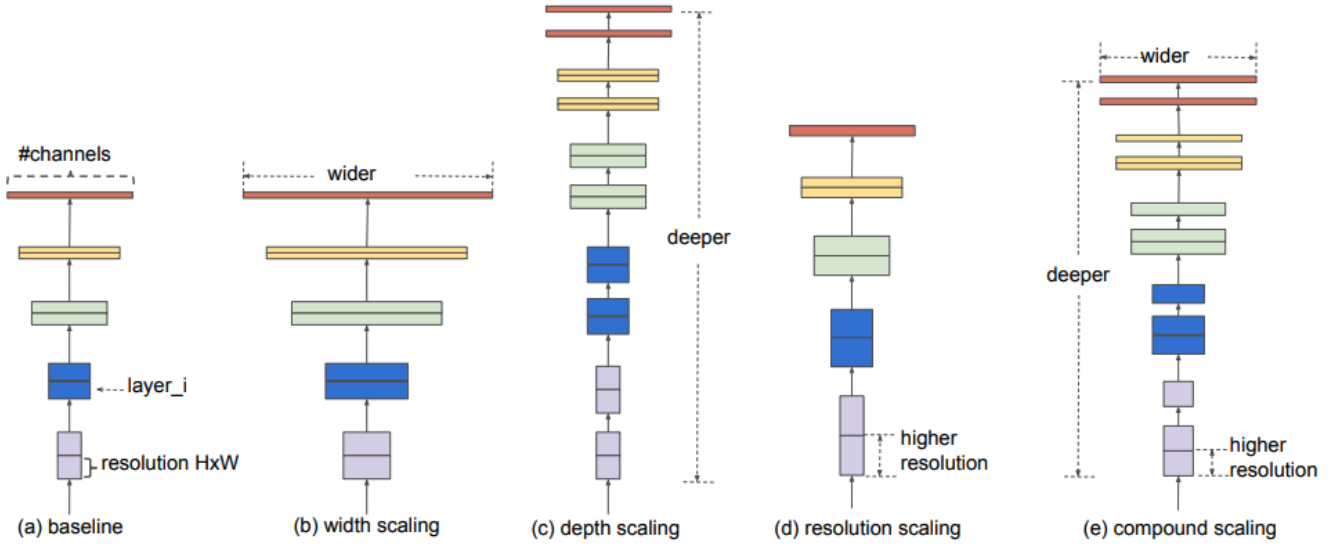 #channels
layer_i
resolution HxW
(a) baseline
wider
(b) width scaling
deeper
(c) depth scaling
higher
resolution
(d) resolution scaling
wider
deeper
higher
resolution
(e) compound scaling